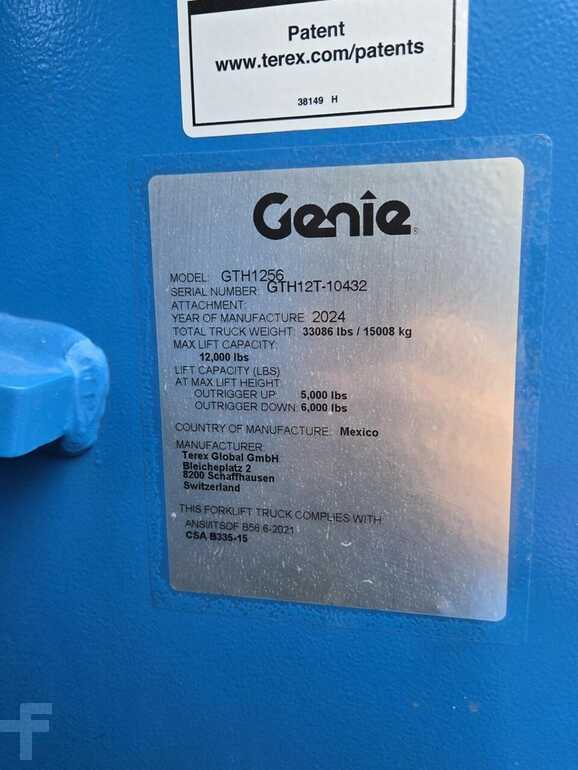 Patent
www.terex.com/patents
38149 H
Genie
MODEL: GTH1256
SERIAL NUMBER: GTH12T-10432
ATTACHMENT:
YEAR OF MANUFACTURE: 2024
TOTAL TRUCK WEIGHT: 33086 lbs / 15008 kg
MAX LIFT CAPACITY:
12,000 lbs
LIFT CAPACITY (LBS)
AT MAX LIFT HEIGHT:
OUTRIGGER UP 5,000 lbs
OUTRIGGER DOWN: 6,000 lbs
COUNTRY OF MANUFACTURE: Mexico
MANUFACTURER:
Terex Global GmbH
Bleicheplatz 2
8200 Schaffhausen
Switzerland
THIS FORKLIFT TRUCK COMPLIES WITH
ANSI/ITSDF B56.6-2021
CSA B335-15